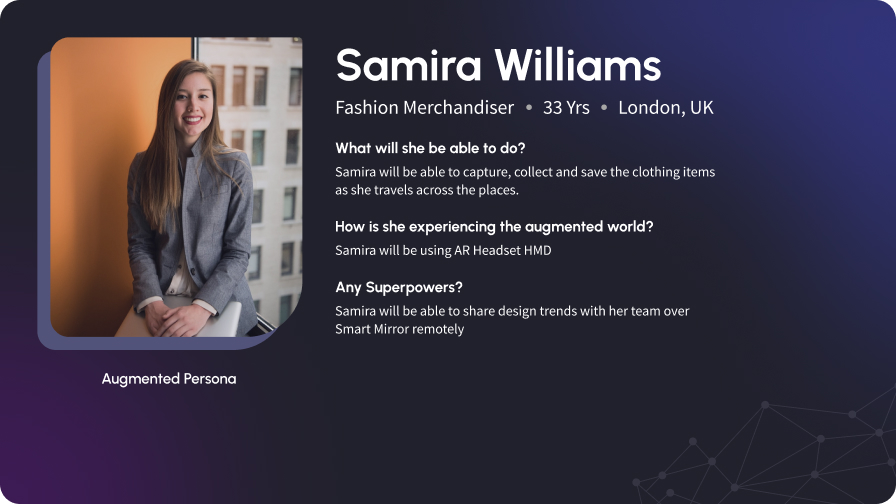 Samira Williams
Fashion Merchandiser • 33 Yrs • London, UK
What will she be able to do?
Samira will be able to capture, collect and save the clothing items
as she travels across the places.
How is she experiencing the augmented world?
Samira will be using AR Headset HMD
Any Superpowers?
Samira will be able to share design trends with her team over
Smart Mirror remotely
Augmented Persona